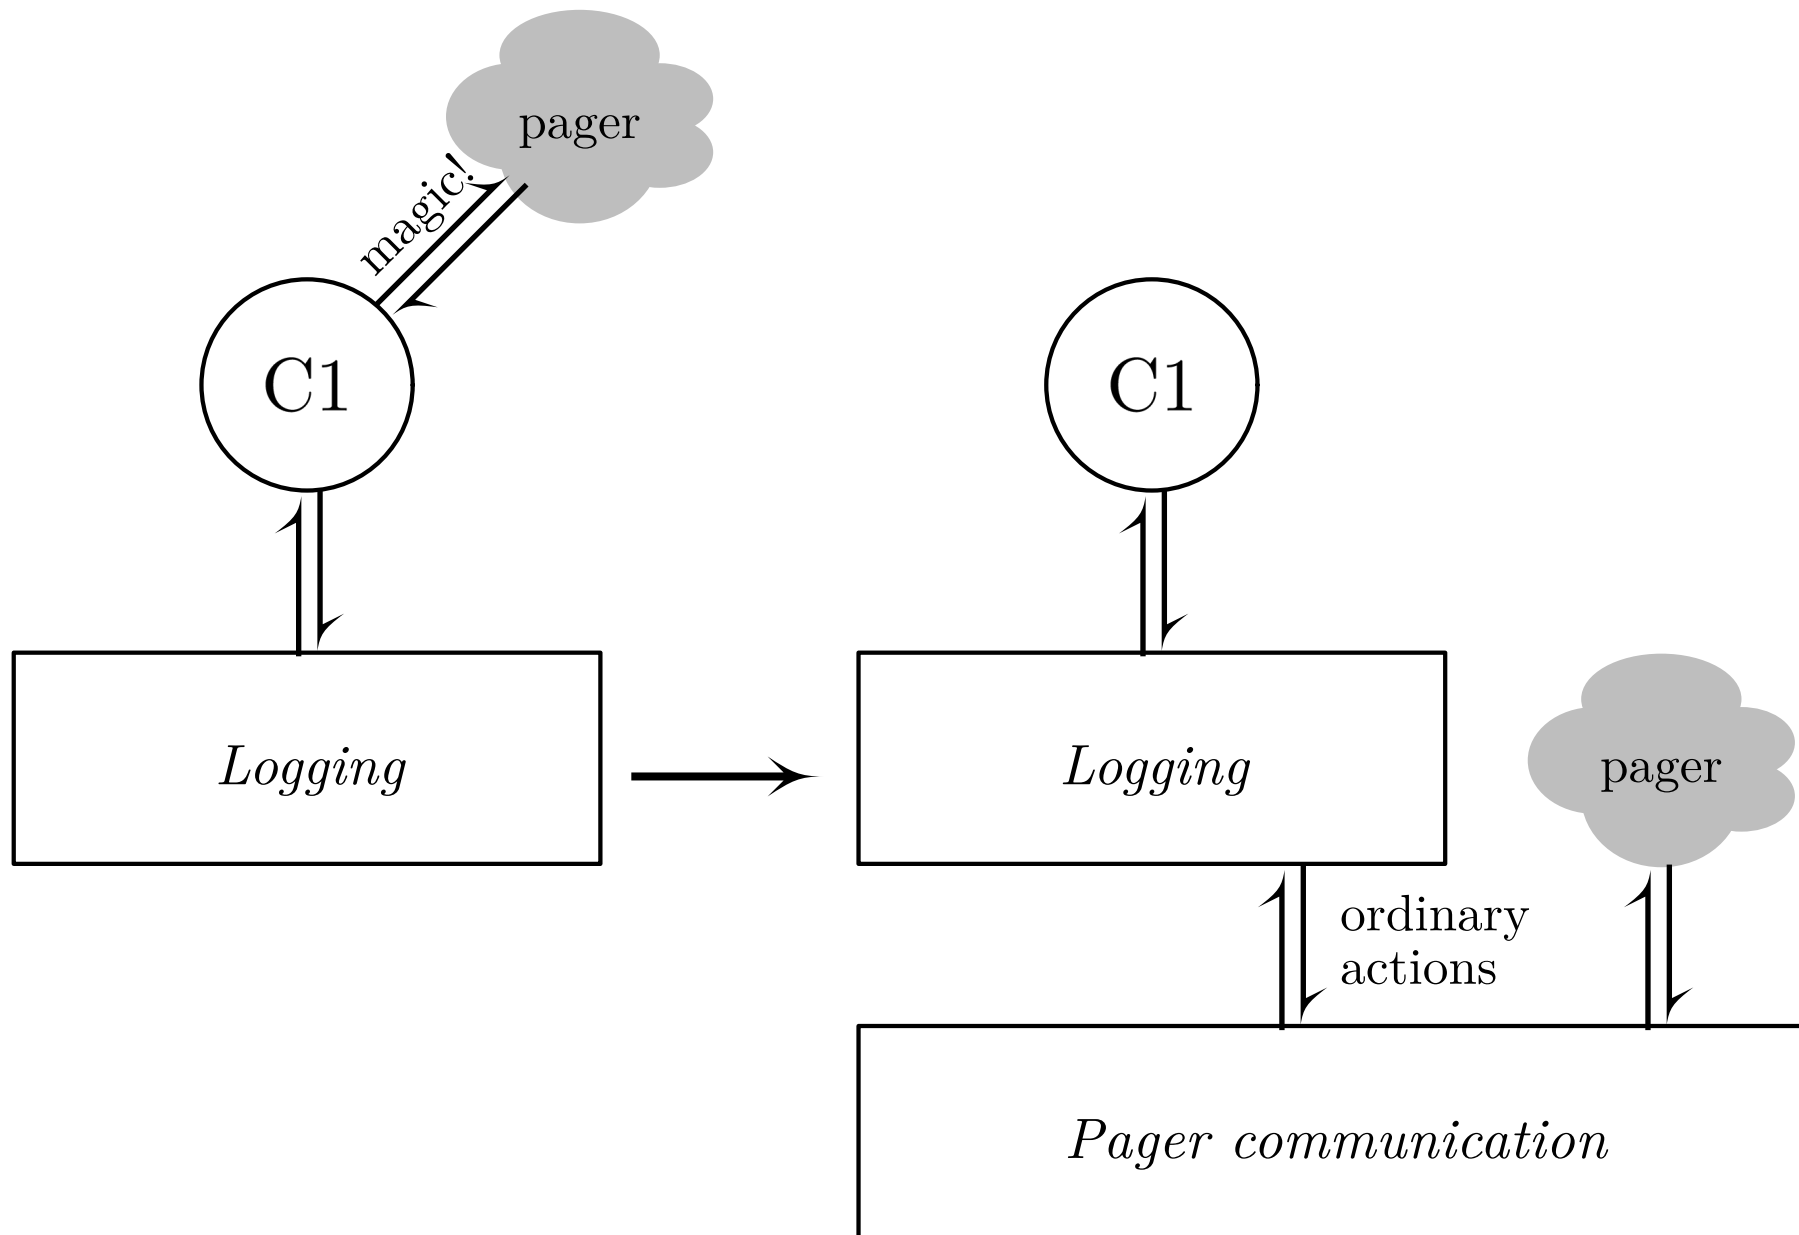 pager
magic!
C1
C1
Logging
Logging
pager
ordinary
actions
Pager communication